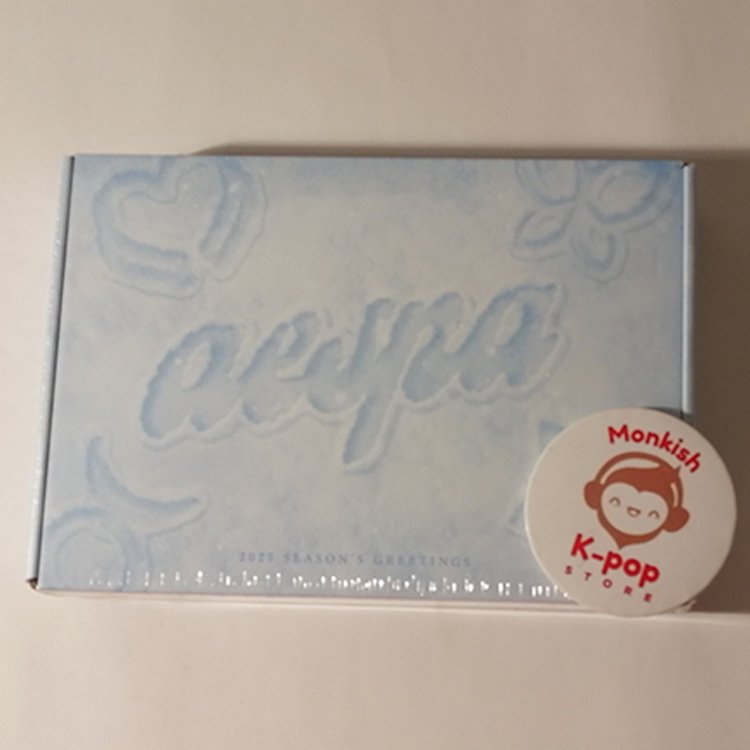 aespa
2025 SEASON'S GREETINGS
Monkish
K-pop
STORE